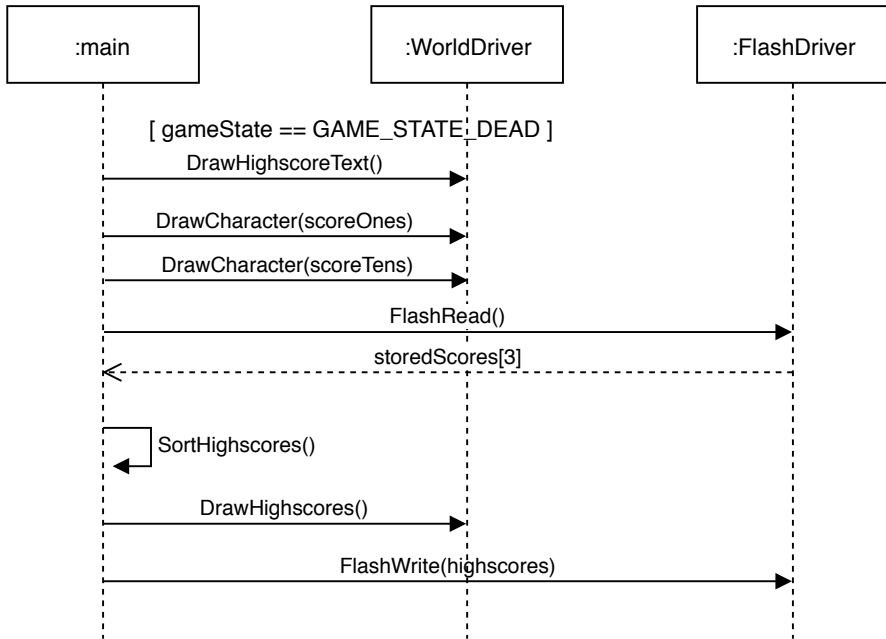 :main
:WorldDriver
:FlashDriver
[ gameState == GAME_STATE_DEAD ]
DrawHighscoreText()
DrawCharacter(scoreOnes)
DrawCharacter(scoreTens)
FlashRead()
storedScores[3]
SortHighscores()
DrawHighscores()
FlashWrite(highscores)